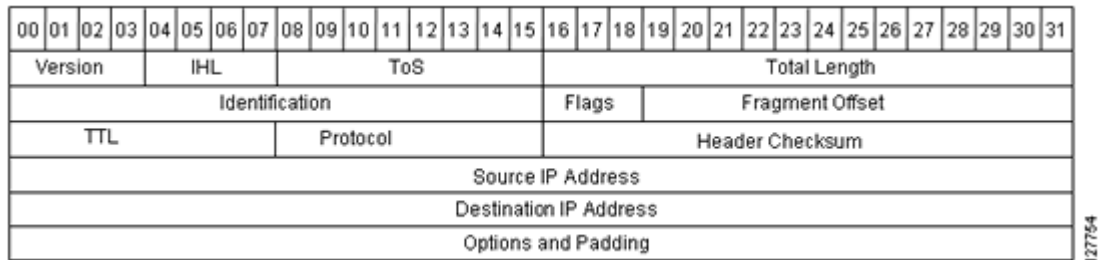 00 01 02 03 04 05 06 07 08 09 10 11 12 13 14 15 16 17 18 19 20 21 22 23 24 25 26 27 28 29 30 31
Version IHL ToS Total Length
Identification Flags Fragment Offset
TTL Protocol Header Checksum
Source IP Address
Destination IP Address
Options and Padding
127754